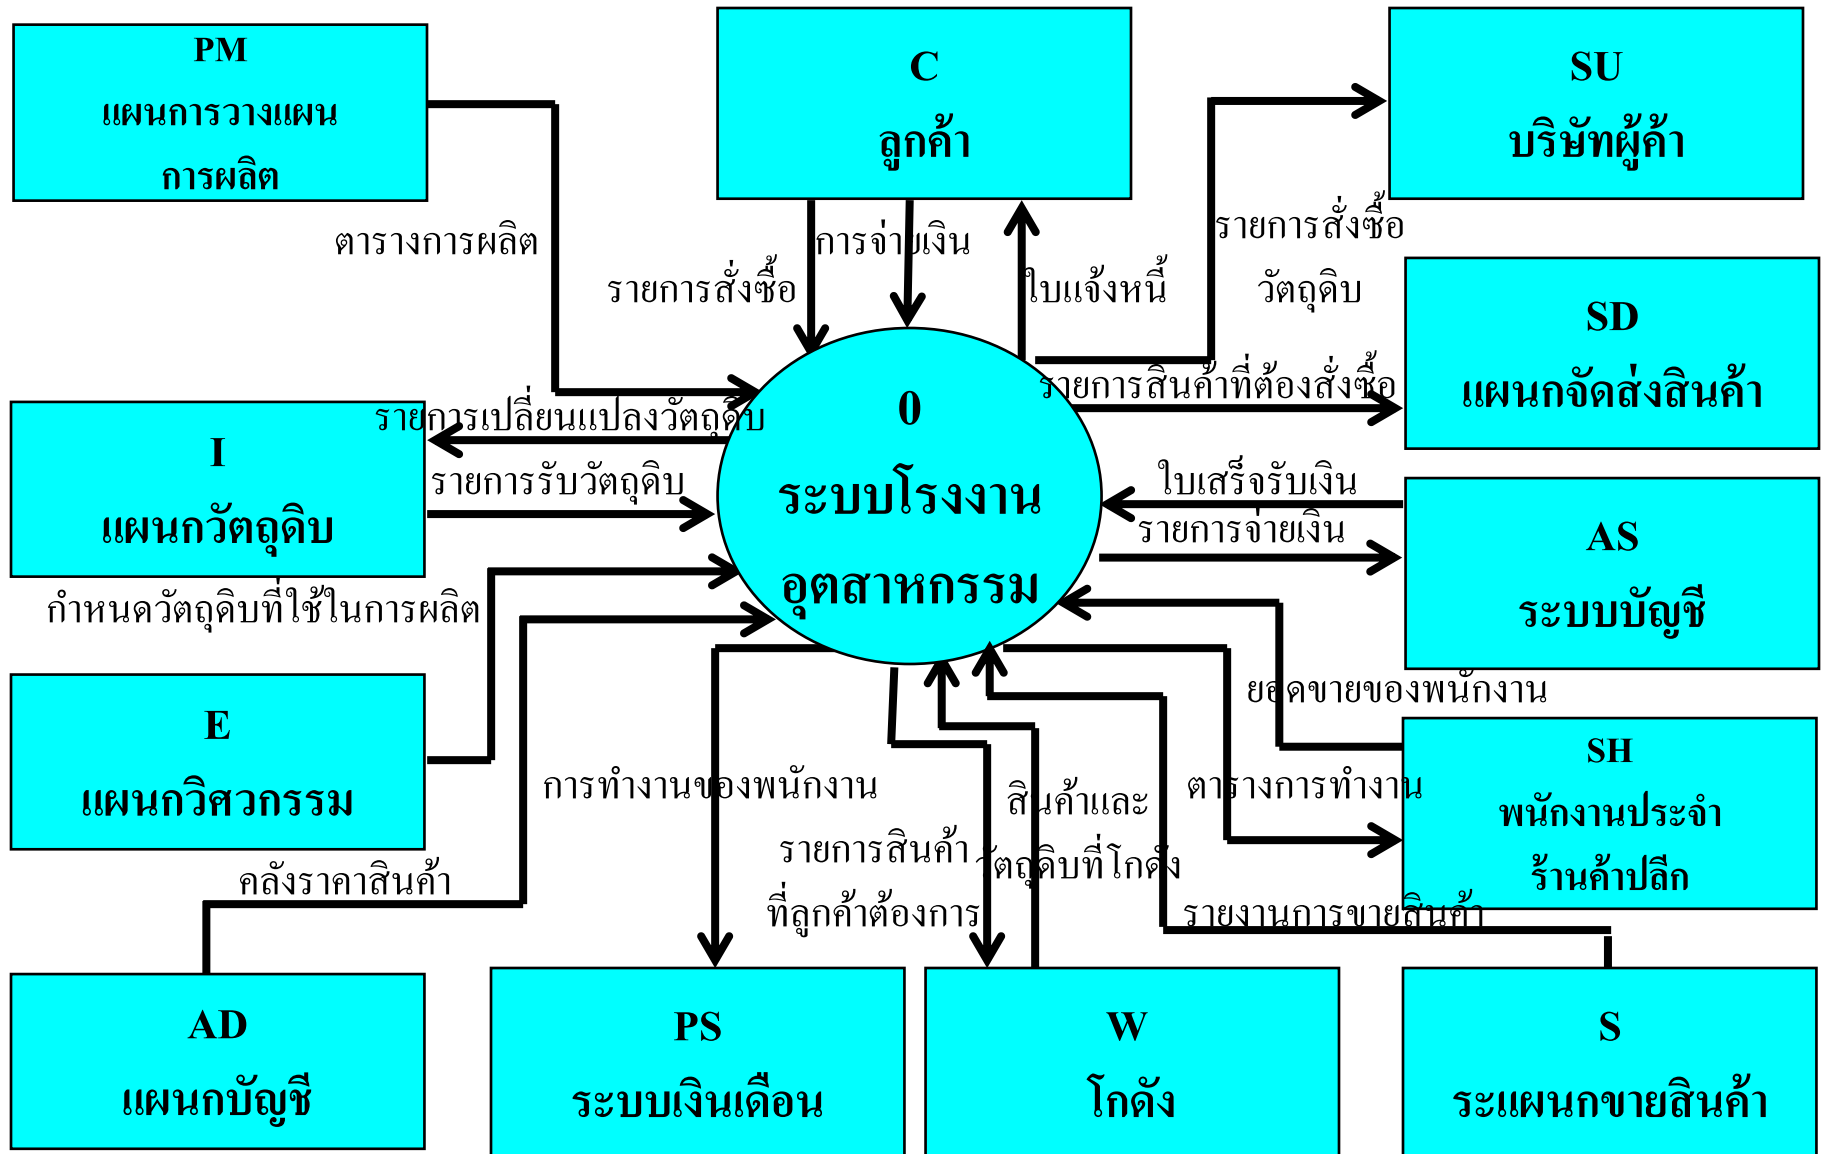 PM
แผนการวางแผน
การผลิต
C
ลูกค้า
SU
บริษัทผู้ค้า
ตารางการผลิต
รายการสั่งซื้อ
การจ่ายเงิน
ใบแจ้งหนี้
รายการสั่งซื้อ
วัตถุดิบ
SD
แผนกจัดส่งสินค้า
รายการสินค้าที่ต้องสั่งซื้อ
0
ระบบโรงงาน
อุตสาหกรรม
รายการเปลี่ยนแปลงวัตถุดิบ
I
แผนกวัตถุดิบ
รายการรับวัตถุดิบ
ใบเสร็จรับเงิน
รายการจ่ายเงิน
AS
ระบบบัญชี
กำหนดวัตถุดิบที่ใช้ในการผลิต
E
แผนกวิศวกรรม
ยอดขายของพนักงาน
SH
พนักงานประจำ
ร้านค้าปลีก
การทำงานของพนักงาน
สินค้าและ
วัตถุดิบที่โกดัง
ตารางการทำงาน
รายการสินค้า
ที่ลูกค้าต้องการ
คลังราคาสินค้า
รายงานการขายสินค้า
AD
แผนกบัญชี
PS
ระบบเงินเดือน
W
โกดัง
S
ระแผนกขายสินค้า